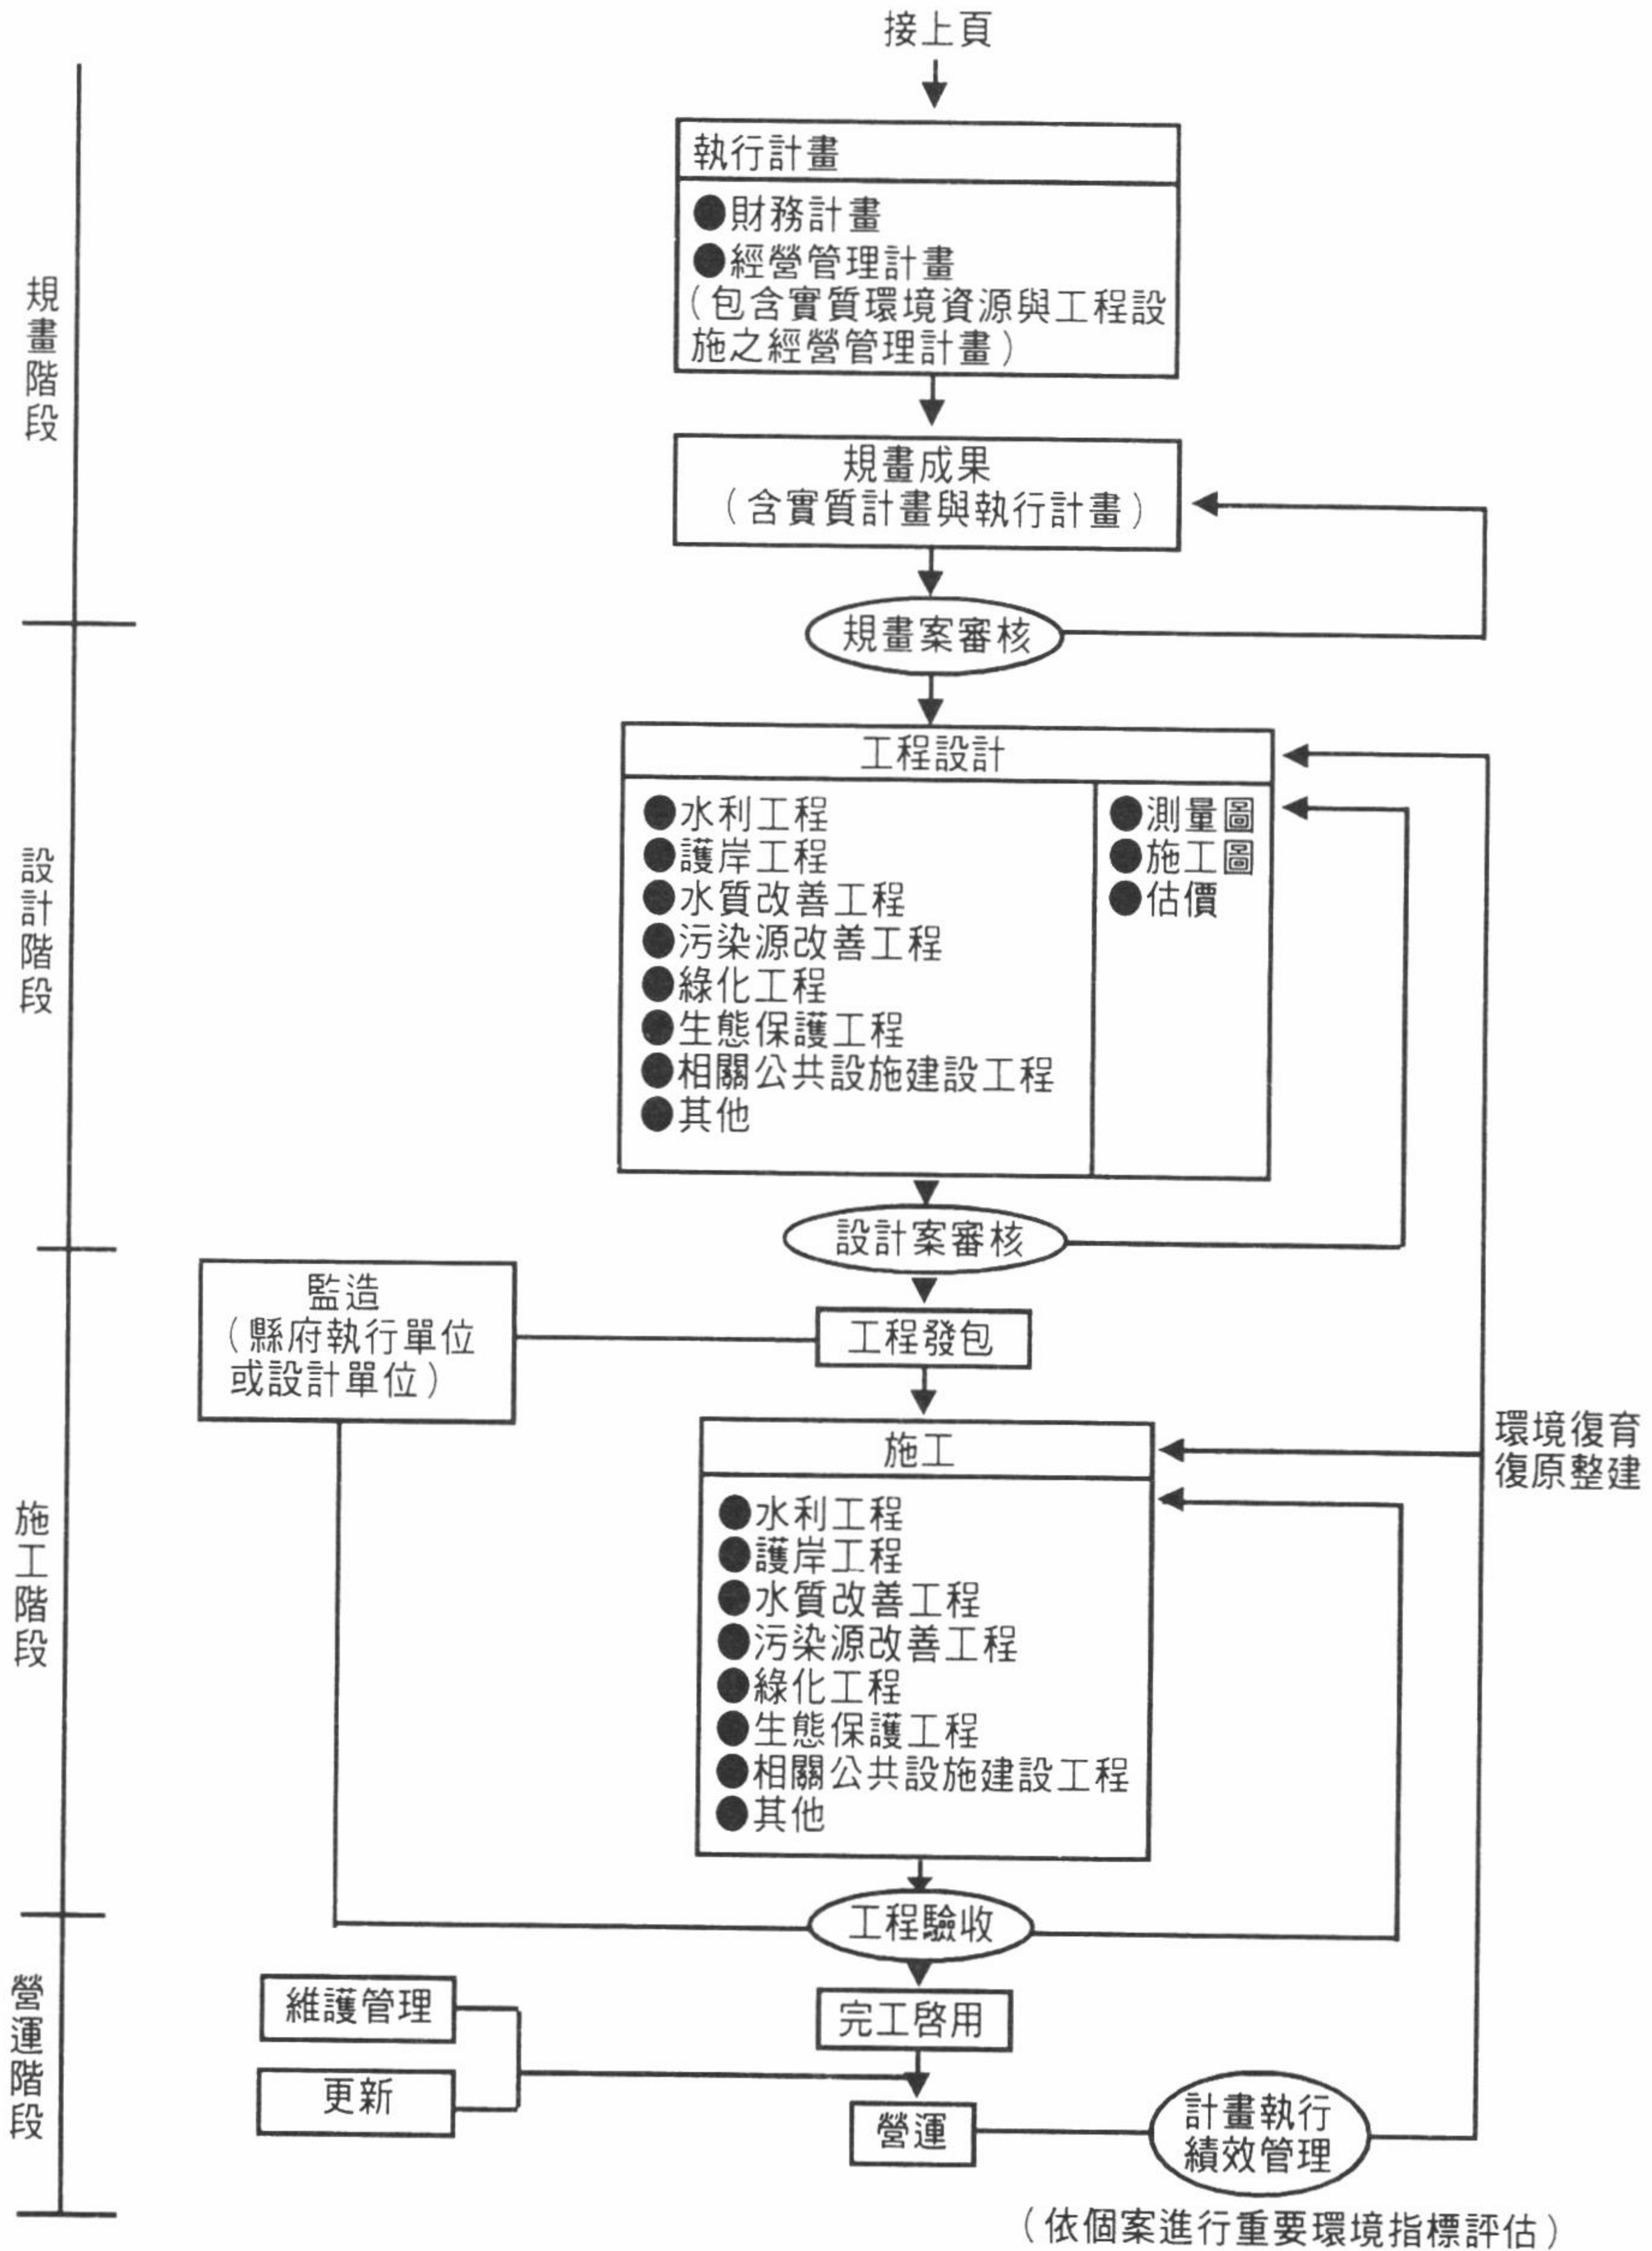 接上頁
規畫階段
執行計畫
●財務計畫
●經營管理計畫
（包含實質環境資源與工程設
施之經營管理計畫）
規畫成果
（含實質計畫與執行計畫）
規畫案審核
設計階段
工程設計
●水利工程
●護岸工程
●水質改善工程
●污染源改善工程
●綠化工程
●生態保護工程
●相關公共設施建設工程
●其他
●測量圖
●施工圖
●估價
設計案審核
施工階段
監造
（縣府執行單位
或設計單位）
工程發包
施工
●水利工程
●護岸工程
●水質改善工程
●污染源改善工程
●綠化工程
●生態保護工程
●相關公共設施建設工程
●其他
環境復育
復原整建
工程驗收
營運階段
維護管理
更新
完工啓用
營運
計畫執行
績效管理
（依個案進行重要環境指標評估）